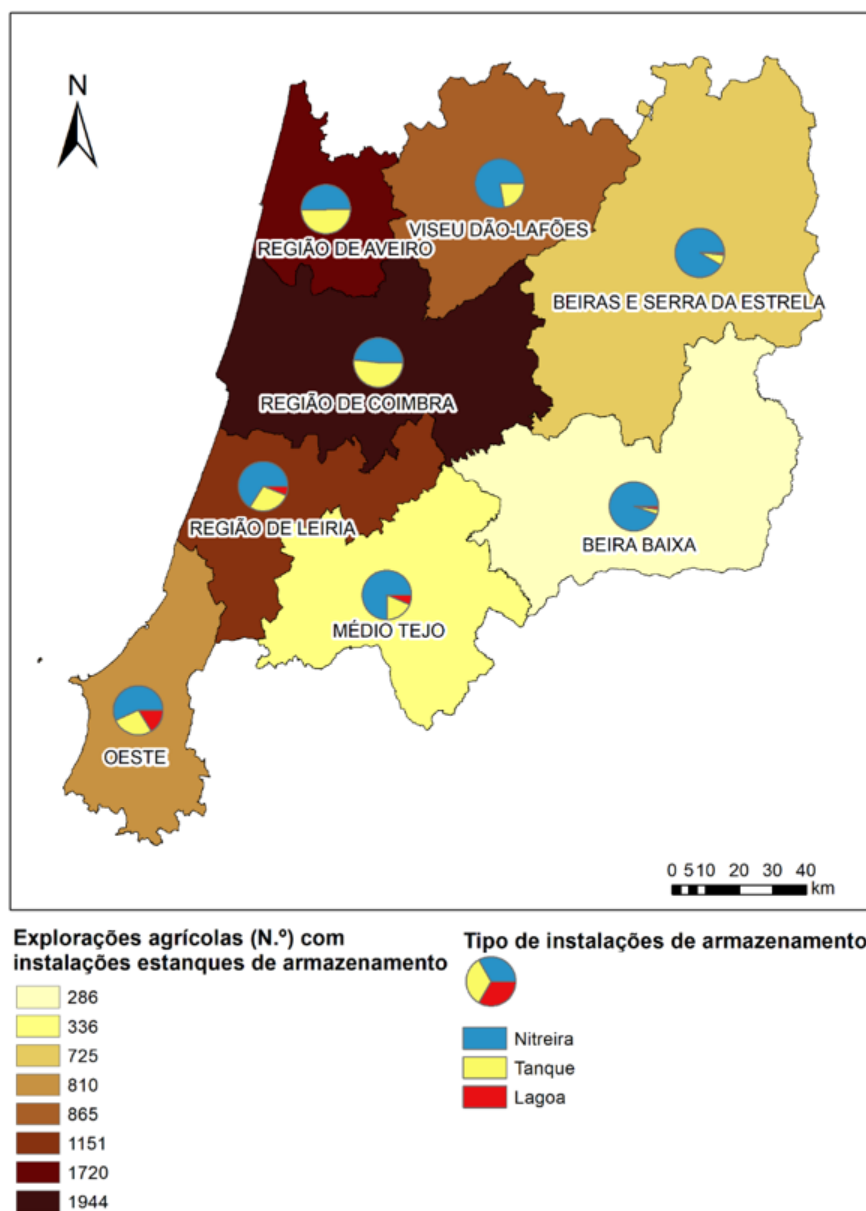 N
VISEU DÃO-LAFÕES
REGIÃO DE AVEIRO
BEIRAS E SERRA DA ESTRELA
REGIÃO DE COIMBRA
REGIÃO DE LEIRIA
BEIRA BAIXA
MÉDIO TEJO
OESTE
0 5 10 20 30 40
km
Explorações agrícolas (N.º) com
instalações estanques de armazenamento
286
336
725
810
865
1151
1720
1944
Tipo de instalações de armazenamento
Nitreira
Tanque
Lagoa